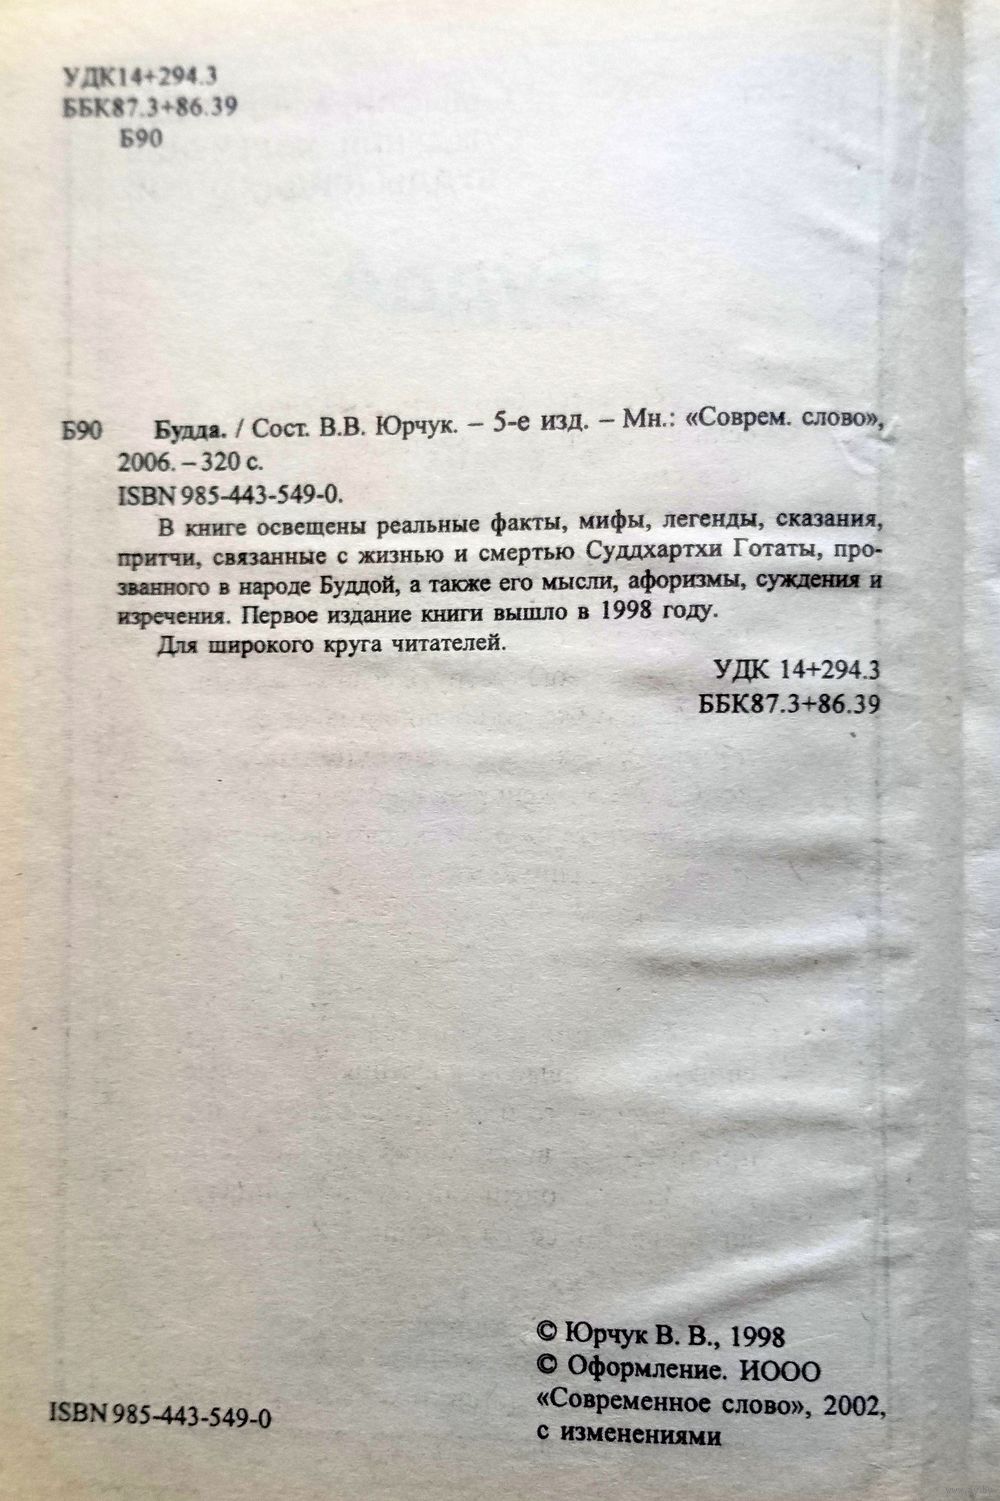 УДК14+294.3
ББК87.3+86.39
Б90
Б90 Будда. / Сост. В.В. Юрчук. – 5-е изд. – Мн.: «Соврем. слово»,
2006. – 320 с.
ISBN 985-443-549-0.
В книге освещены реальные факты, мифы, легенды, сказания,
притчи, связанные с жизнью и смертью Суддхартхи Готаты, про-
званного в народе Буддой, а также его мысли, афоризмы, суждения и
изречения. Первое издание книги вышло в 1998 году.
Для широкого круга читателей.
УДК 14+294.3
ББК87.3+86.39
© Юрчук В. В., 1998
© Оформление. ИООО
«Современное слово», 2002,
с изменениями
ISBN 985-443-549-0